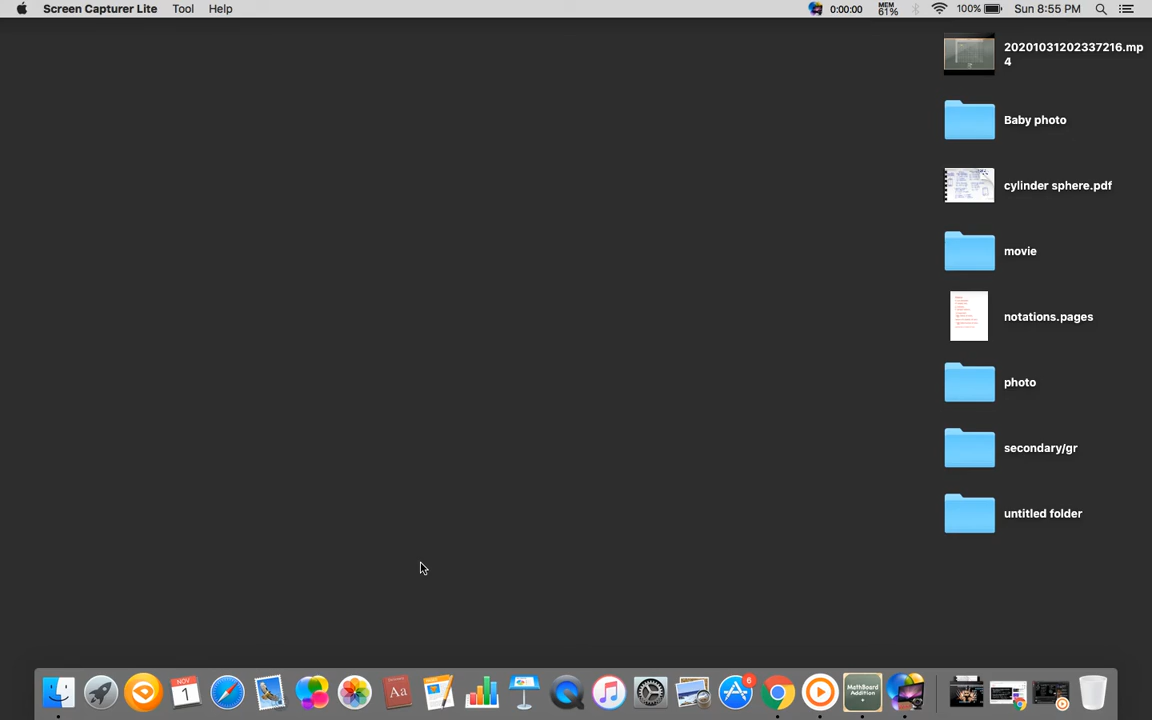 Screen Capturer Lite Tool Help 0:00:00 MEM 61% 100% Sun 8:55 PM
20201031202337216.mp
4
Baby photo
cylinder sphere.pdf
movie
notations.pages
photo
secondary/gr
untitled folder
NOV
1
Aa
6
MathBoard
Addition
+